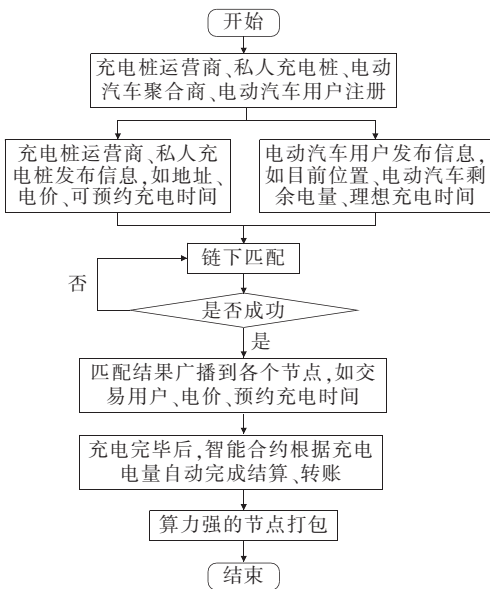 开始
充电桩运营商、私人充电桩、电动
汽车聚合商、电动汽车用户注册
充电桩运营商、私人充
电桩发布信息,如地址、
电价、可预约充电时间
电动汽车用户发布信息,
如目前位置、电动汽车剩
余电量、理想充电时间
链下匹配
否
是否成功
是
匹配结果广播到各个节点,如交
易用户、电价、预约充电时间
充电完毕后,智能合约根据充电
电量自动完成结算、转账
算力强的节点打包
结束